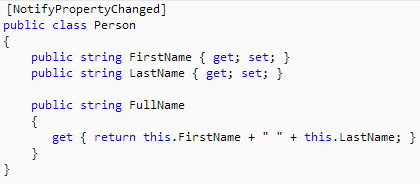 [NotifyPropertyChanged]
public class Person
{
    public string FirstName { get; set; }
    public string LastName { get; set; }

    public string FullName
    {
       get { return this.FirstName + " " + this.LastName; }
    }
}